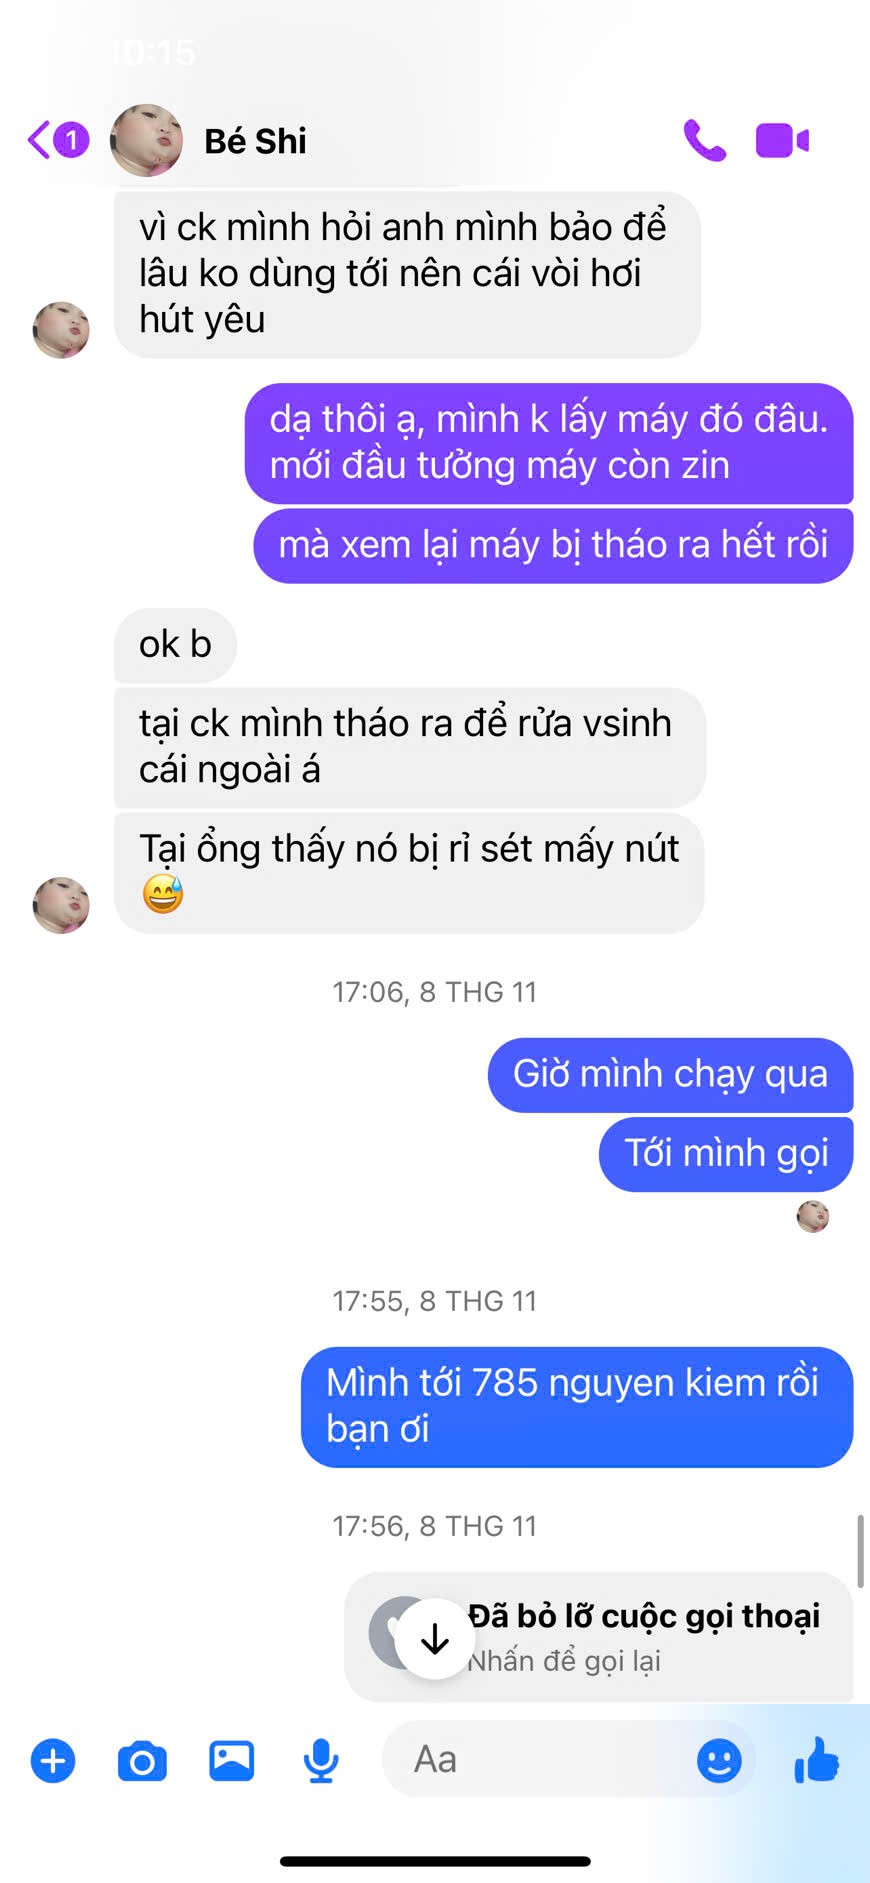 10:15
1
Bé Shi
vì ck mình hỏi anh mình bảo để
lâu ko dùng tới nên cái vòi hơi
hút yêu
dạ thôi ạ, mình k lấy máy đó đâu.
mới đầu tưởng máy còn zin
mà xem lại máy bị tháo ra hết rồi
ok b
tại ck mình tháo ra để rửa vsinh
cái ngoài á
Tại ổng thấy nó bị rỉ sét mấy nút
😅
17:06, 8 THG 11
Giờ mình chạy qua
Tới mình gọi
17:55, 8 THG 11
Mình tới 785 nguyen kiem rồi
bạn ơi
17:56, 8 THG 11
Đã bỏ lỡ cuộc gọi thoại
Nhấn để gọi lại
Aa